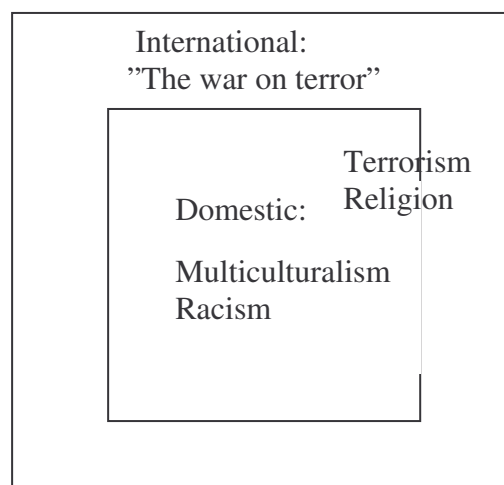 International:
”The war on terror”
Terrorism
Religion
Domestic:
Multiculturalism
Racism